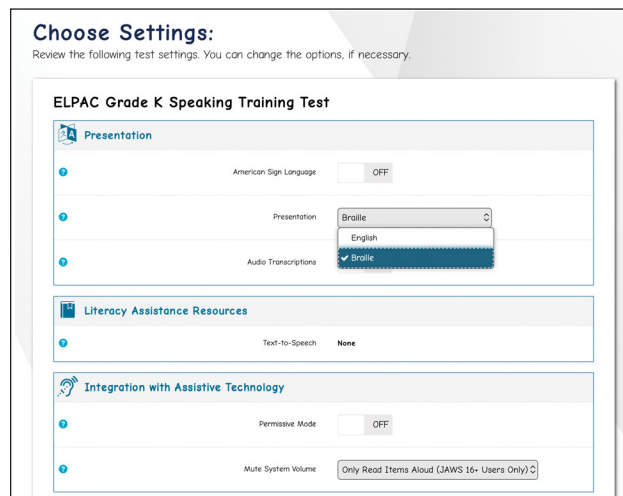 Choose Settings:
Review the following test settings. You can change the options, if necessary.
ELPAC Grade K Speaking Training Test
Presentation
American Sign Language OFF
Presentation Braille
English
Braille
Audio Transcriptions
Literacy Assistance Resources
Text-to-Speech None
Integration with Assistive Technology
Permissive Mode OFF
Mute System Volume Only Read Items Aloud (JAWS 16+ Users Only)